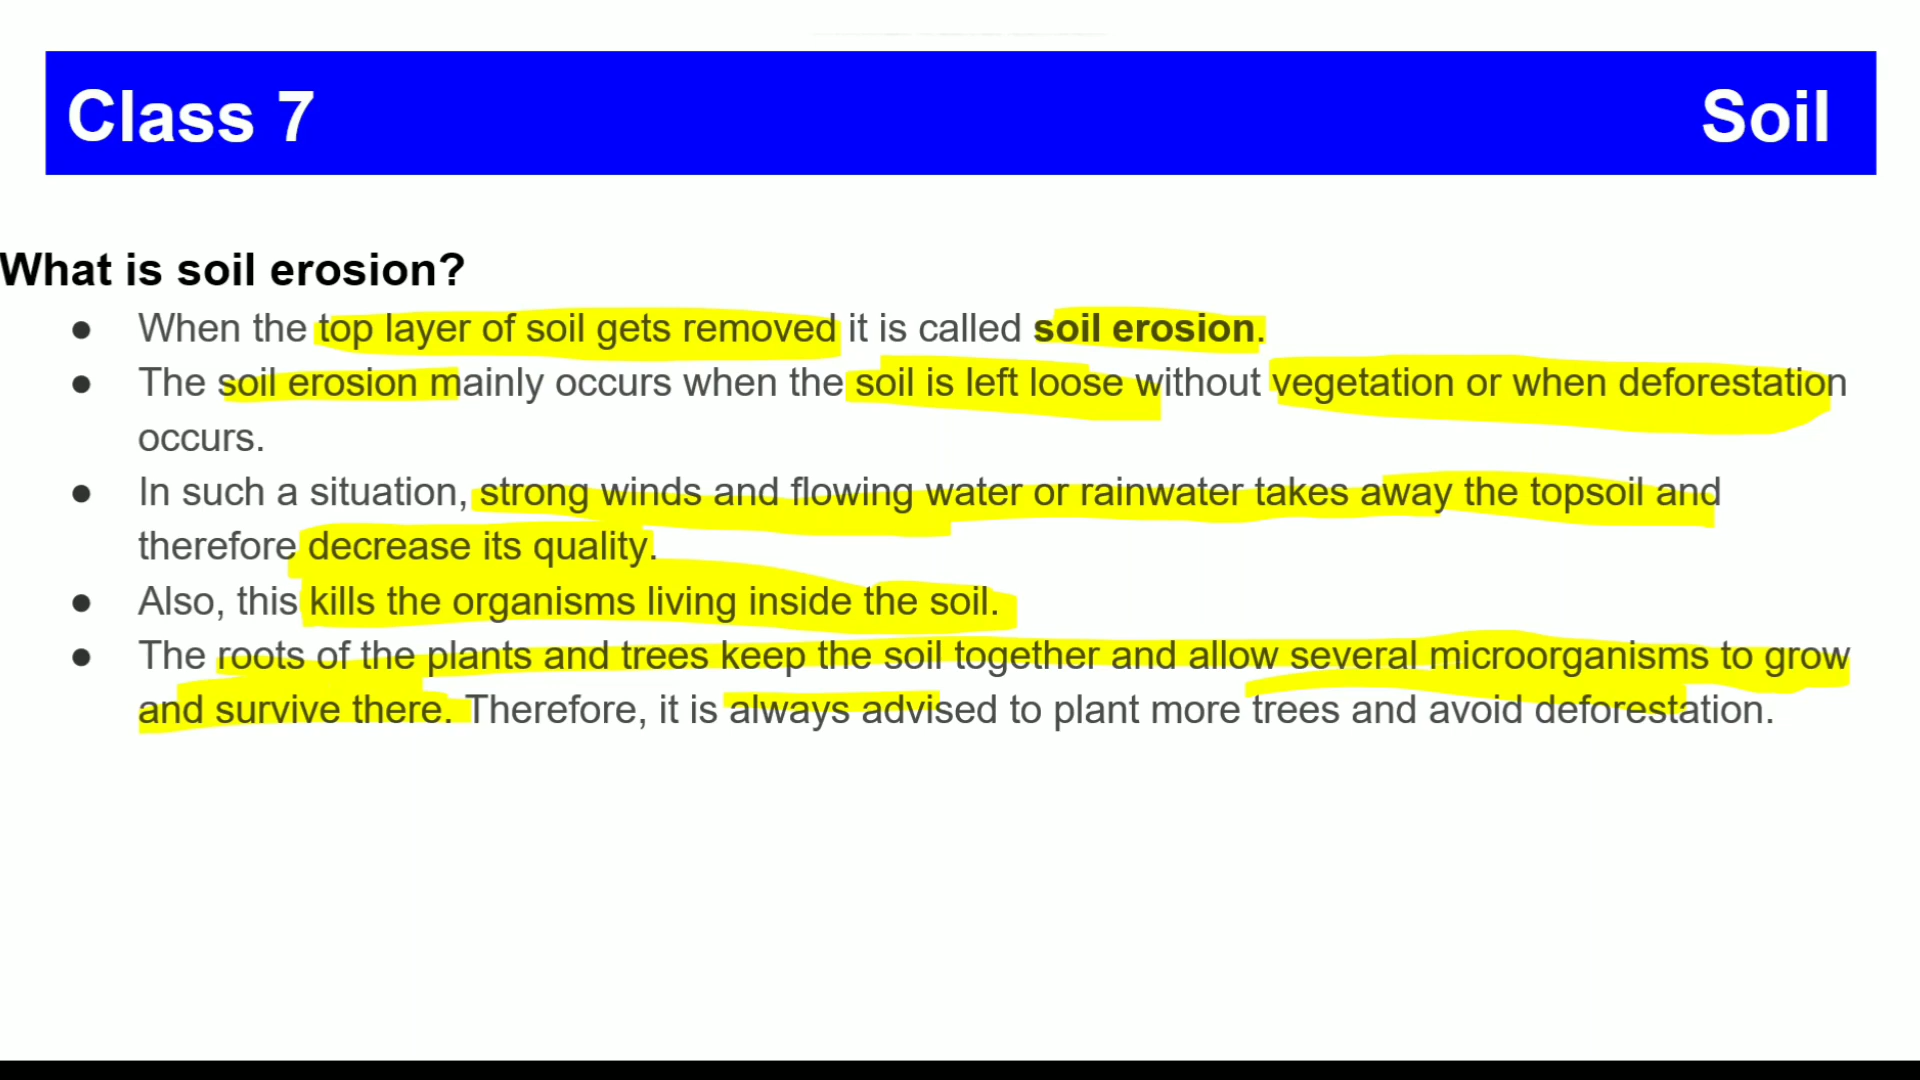 Class 7 Soil
What is soil erosion?
● When the top layer of soil gets removed it is called soil erosion.
● The soil erosion mainly occurs when the soil is left loose without vegetation or when deforestation
occurs.
● In such a situation, strong winds and flowing water or rainwater takes away the topsoil and
therefore decrease its quality.
● Also, this kills the organisms living inside the soil.
● The roots of the plants and trees keep the soil together and allow several microorganisms to grow
and survive there. Therefore, it is always advised to plant more trees and avoid deforestation.